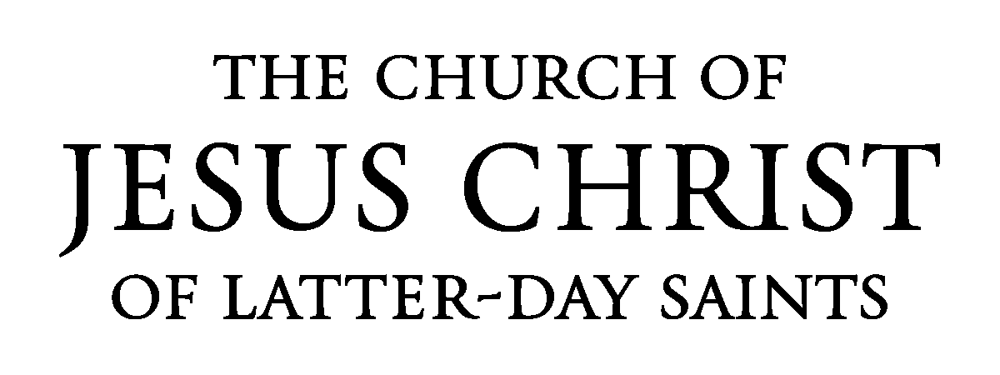 THE CHURCH OF
JESUS CHRIST
OF LATTER-DAY SAINTS